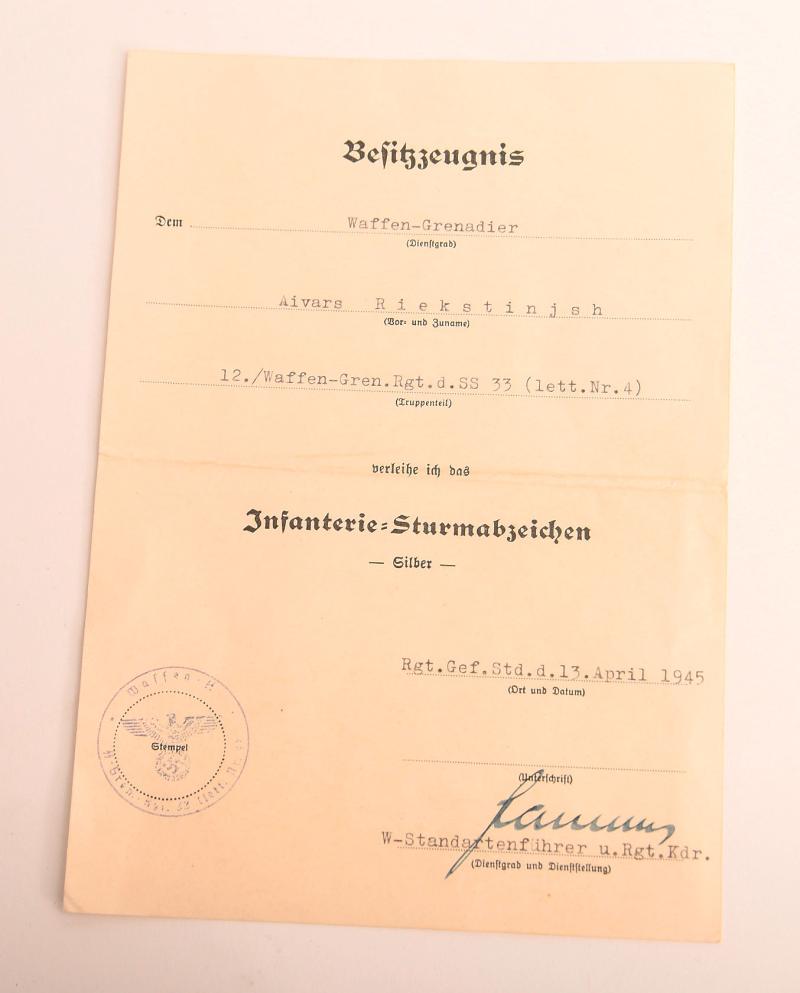 Besitzzeugnis
Dem Waffen-Grenadier
(Dienstgrad)
Aivars R i e k s t i n j s h
(Vor- und Zuname)
12./Waffen-Gren.Rgt.d.SS 33 (lett.Nr.4)
(Truppenteil)
verleihe ich das
Infanterie-Sturmabzeichen
— Silber —
Rgt.Gef.Std.d.13.April 1945
(Ort und Datum)
Waffen-
Stempel
(Unterschrift)
W-Standartenführer u.Rgt.Kdr.
(Dienstgrad und Dienststellung)